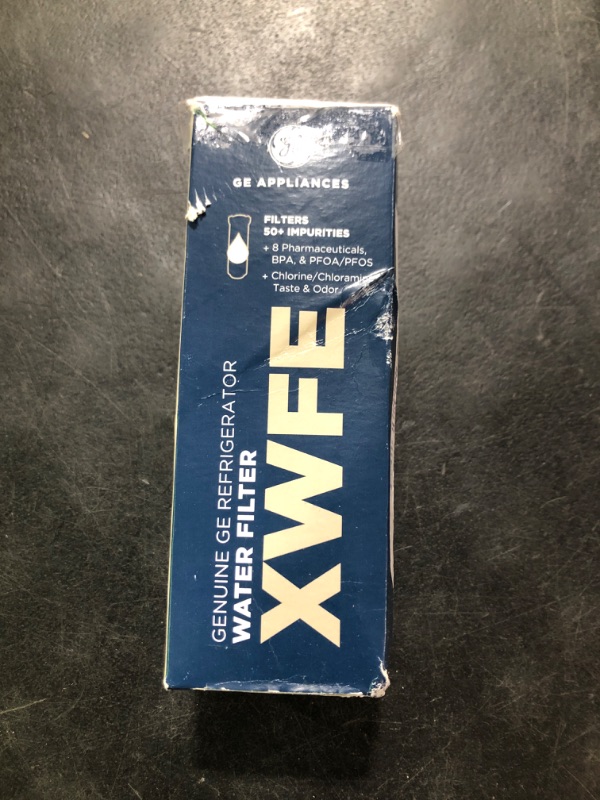 GE APPLIANCES
FILTERS
50+ IMPURITIES
+ 8 Pharmaceuticals,
BPA, & PFOA/PFOS
+ Chlorine/Chloramine
Taste & Odor
GENUINE GE REFRIGERATOR
WATER FILTER
XWFE